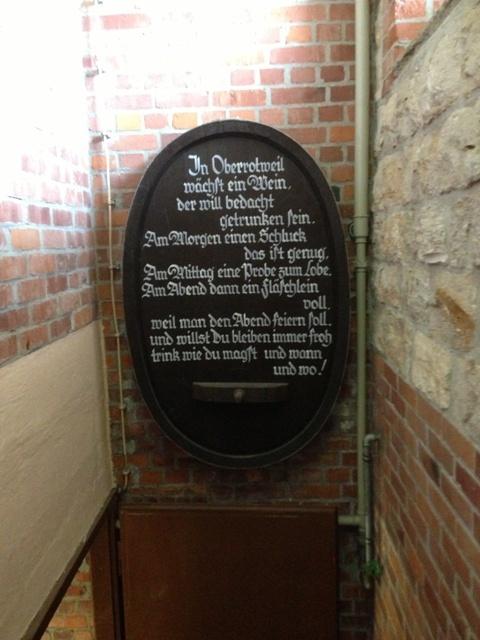 In Oberrotweil
wächst ein Wein,
der will bedacht
getrunken sein.
Am Morgen einen Schluck
das ist genug.
Am Mittag eine Probe zum Lobe.
Am Abend dann ein Fläschlein
voll.
weil man den Abend feiern soll.
und willst du bleiben immer froh
trink wie du magst und wann,
und wo!